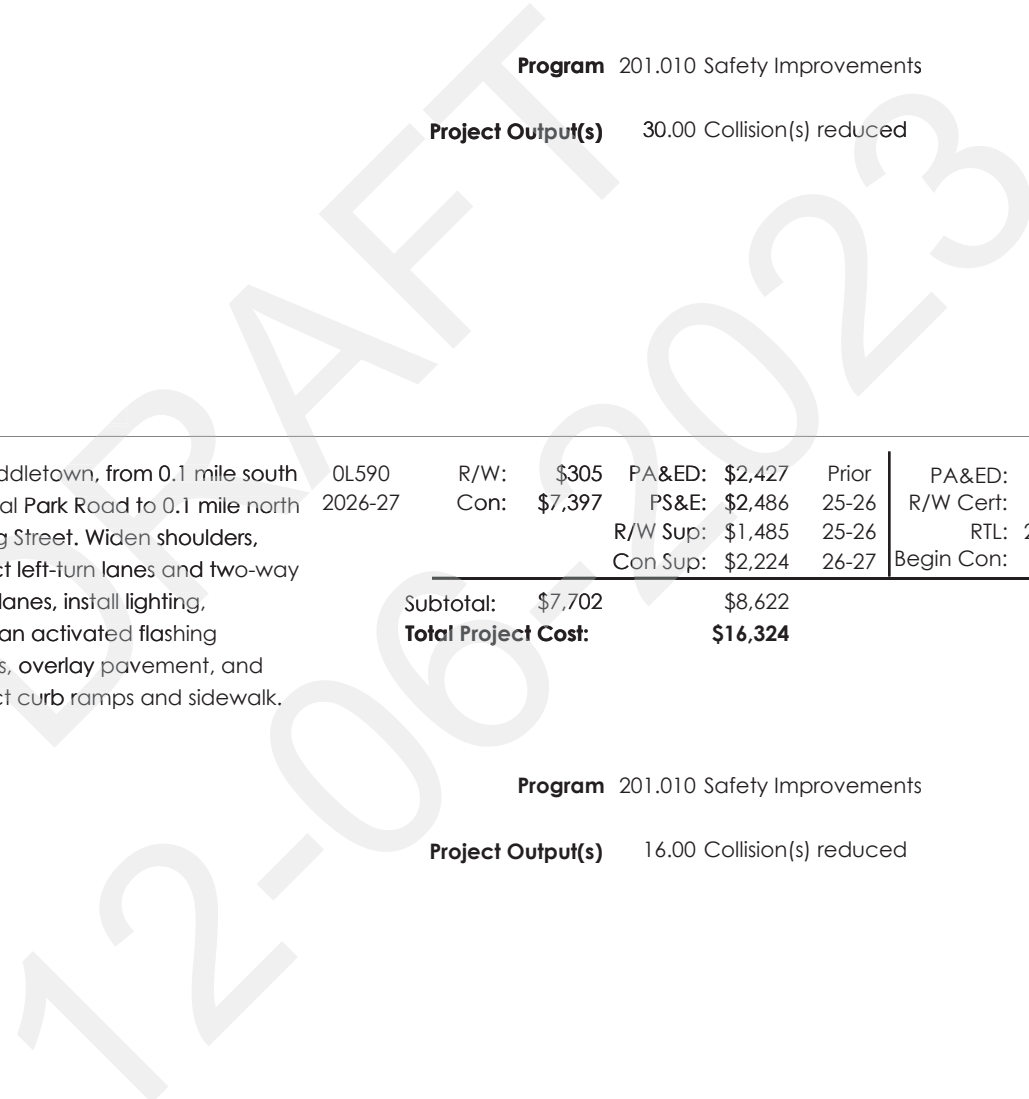 Program 201.010 Safety Improvements
Project Output(s) 30.00 Collision(s) reduced
ddletown, from 0.1 mile south 0L590 R/W: $305 PA&ED: $2,427 Prior PA&ED:
al Park Road to 0.1 mile north 2026-27 Con: $7,397 PS&E: $2,486 25-26 R/W Cert:
g Street. Widen shoulders, R/W Sup: $1,485 25-26 RTL: 2
ct left-turn lanes and two-way Con Sup: $2,224 26-27 Begin Con:
lanes, install lighting, Subtotal: $7,702 $8,622
an activated flashing Total Project Cost: $16,324
s, overlay pavement, and
ct curb ramps and sidewalk.
Program 201.010 Safety Improvements
Project Output(s) 16.00 Collision(s) reduced
DRAFT
12-06-2023